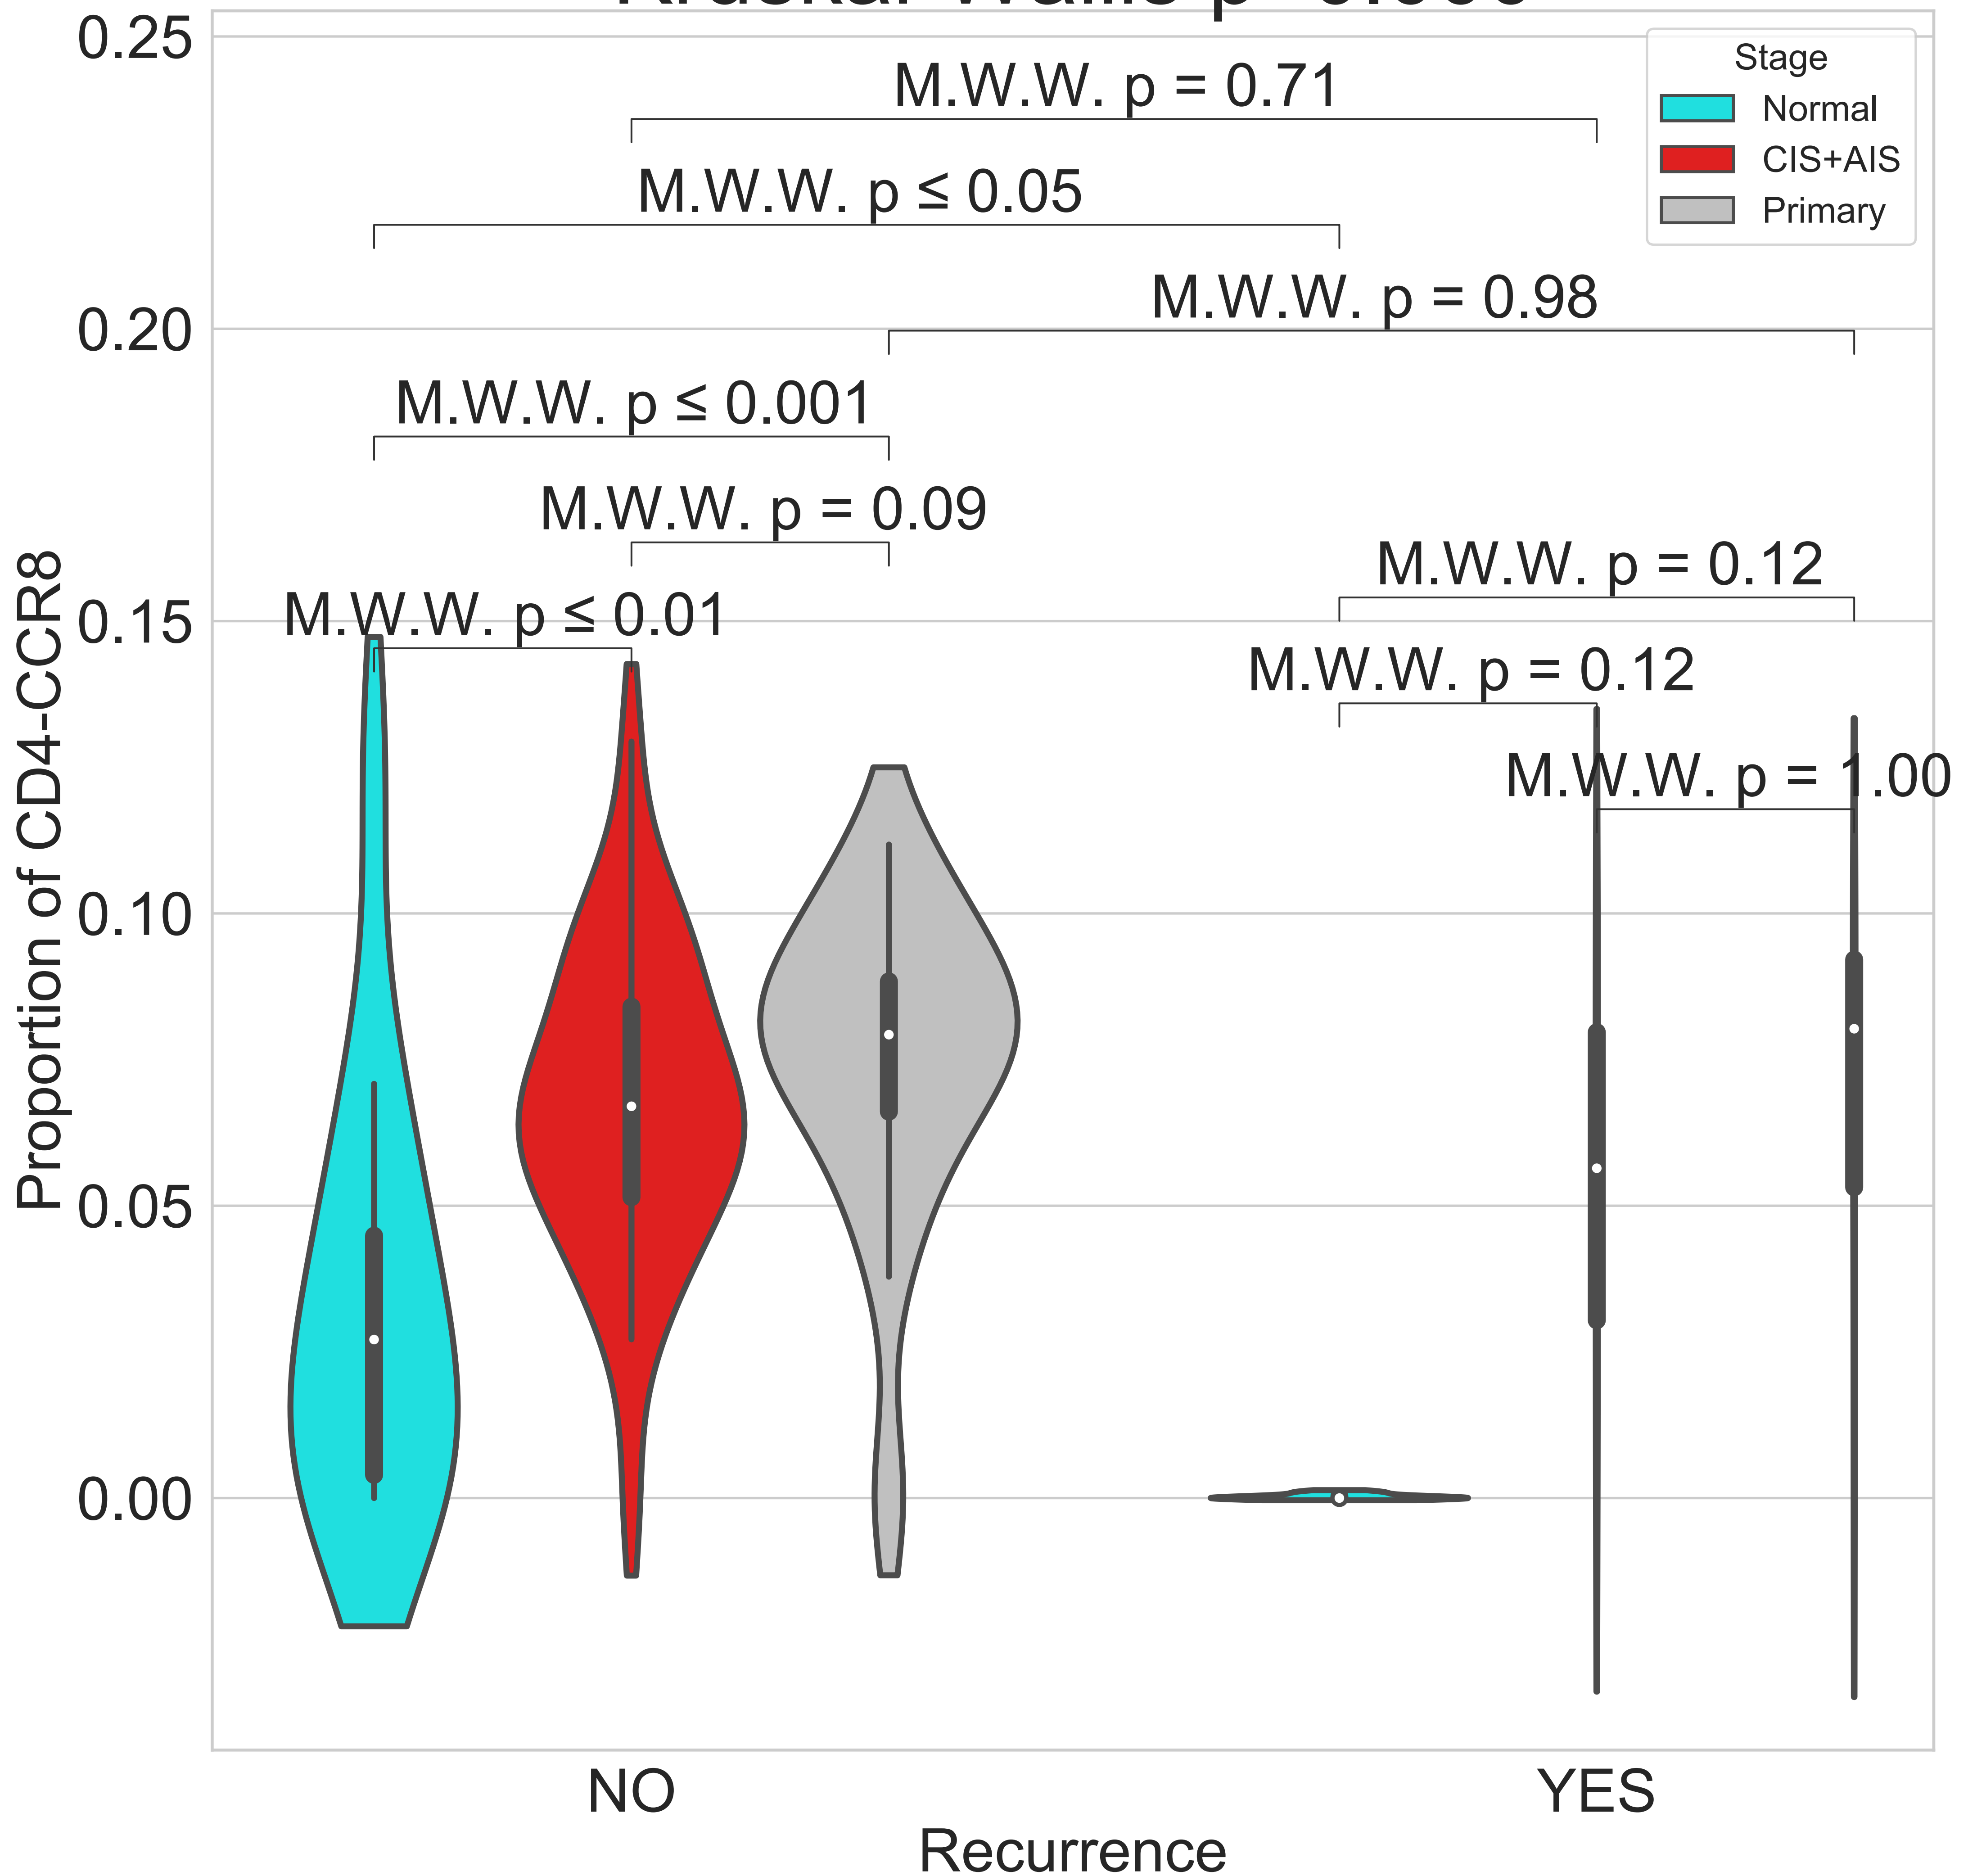 0.25
0.20
0.15
0.10
0.05
0.00
Proportion of CD4-CCR8
M.W.W. p = 0.71
M.W.W. p ≤ 0.05
M.W.W. p = 0.98
M.W.W. p ≤ 0.001
M.W.W. p = 0.09
M.W.W. p ≤ 0.01
M.W.W. p = 0.12
M.W.W. p = 0.12
M.W.W. p = 1.00
Stage
Normal
CIS+AIS
Primary
NO
YES
Recurrence